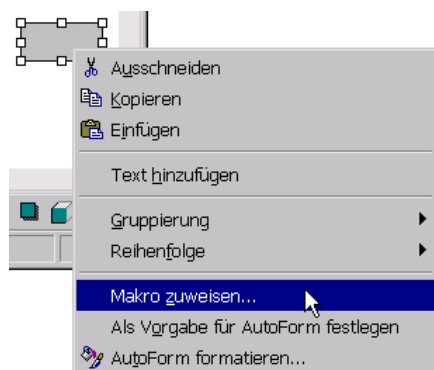 Ausschneiden
Kopieren
Einfügen
Text hinzufügen
Gruppierung
Reihenfolge
Makro zuweisen...
Als Vorgabe für AutoForm festlegen
AutoForm formatieren...